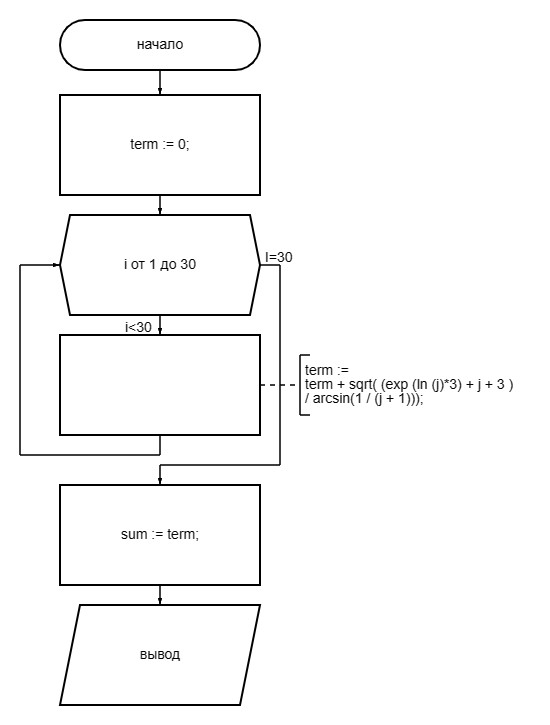 начало
term := 0;
i от 1 до 30
I=30
i<30
term :=
term + sqrt( (exp (ln (j)*3) + j + 3 )
/ arcsin(1 / (j + 1)));
sum := term;
вывод